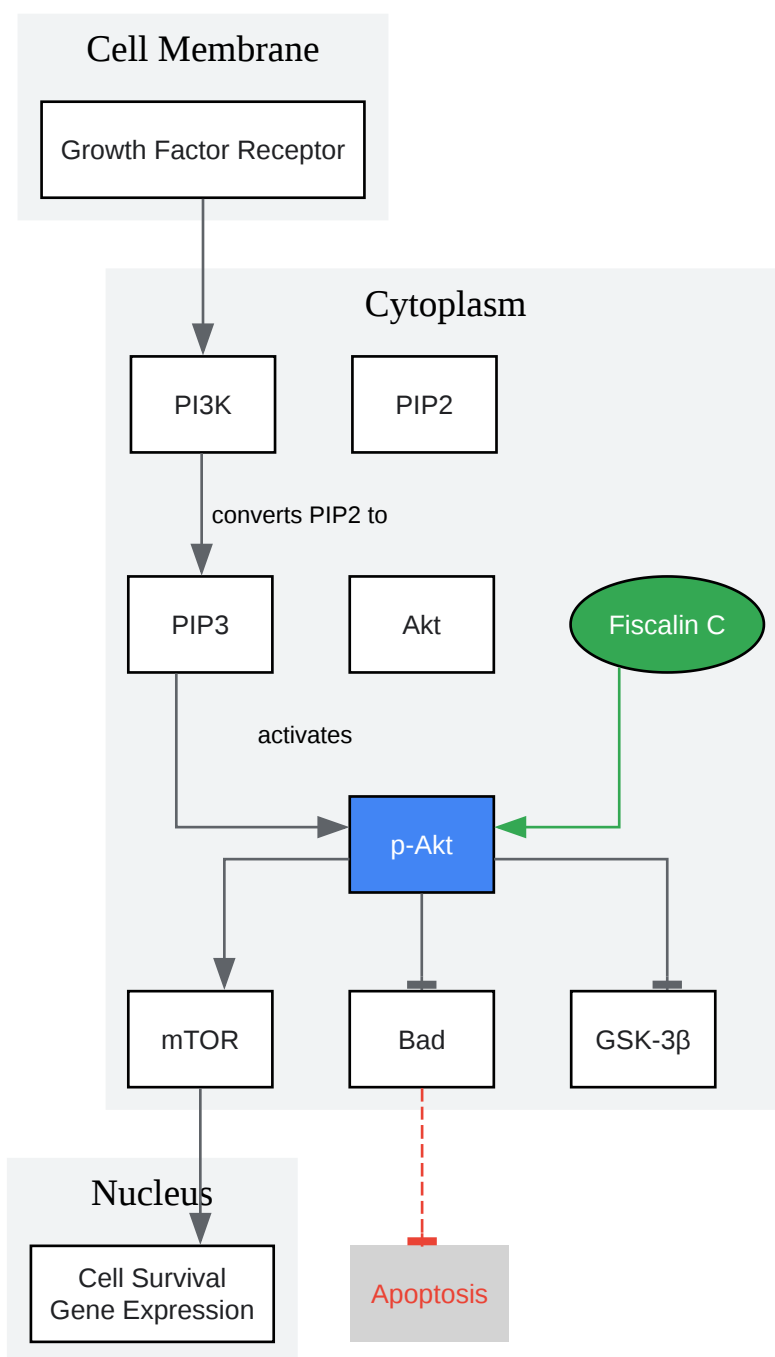 Cell Membrane
Growth Factor Receptor
Cytoplasm
PI3K
PIP2
converts PIP2 to
PIP3
Akt
Fiscalin C
activates
p-Akt
mTOR
Bad
GSK-3β
Nucleus
Cell Survival
Gene Expression
Apoptosis